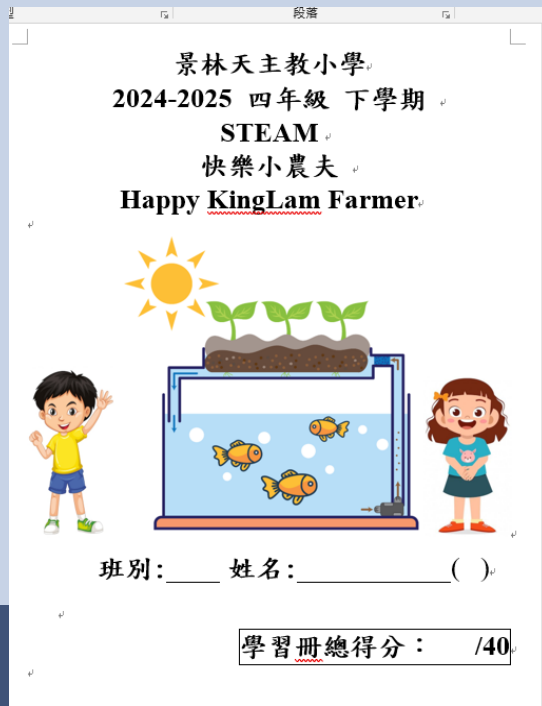 段落
景林天主教小學
2024-2025 四年級 下學期
STEAM
快樂小農夫
Happy KingLam Farmer
班別:____ 姓名:___________( )
學習冊總得分： /40